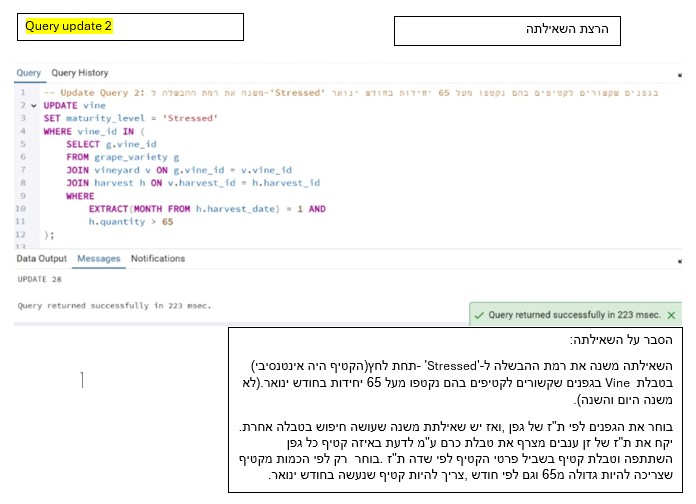 Query update 2
הרצת השאילתה
Query Query History
1 -- Update Query 2: משנה את רמת ההבשלה ל-'Stressed' בגפנים שקשורים לקטיפים בהם נקטפו מעל 65 יחידות בחודש ינואר
2 UPDATE vine
3 SET maturity_level = 'Stressed'
4 WHERE vine_id IN (
5 SELECT g.vine_id
6 FROM grape_variety g
7 JOIN vineyard v ON g.vine_id = v.vine_id
8 JOIN harvest h ON v.harvest_id = h.harvest_id
9 WHERE
10 EXTRACT(MONTH FROM h.harvest_date) = 1 AND
11 h.quantity > 65
12 );
13
Data Output Messages Notifications
UPDATE 28
Query returned successfully in 223 msec.
Query returned successfully in 223 msec.
הסבר על השאילתה:
השאילתה משנה את רמת ההבשלה ל-'Stressed' -תחת לחץ(הקטיף היה אינטנסיבי)
בטבלת Vine בגפנים שקשורים לקטיפים בהם נקטפו מעל 65 יחידות בחודש ינואר.(לא
משנה היום והשנה).
בוחר את הגפנים לפי ת"ז של גפן ,ואז יש שאילתת משנה שעושה חיפוש בטבלה אחרת.
יקח את ת"ז של זן ענבים מצרף את טבלת כרם ע"מ לדעת באיזה קטיף כל גפן
השתתפה וטבלת קטיף בשביל פרטי הקטיף לפי שדה ת"ז .בוחר רק לפי הכמות מקטיף
שצריכה להיות גדולה מ65 וגם לפי חודש ,צריך להיות קטיף שנעשה בחודש ינואר.